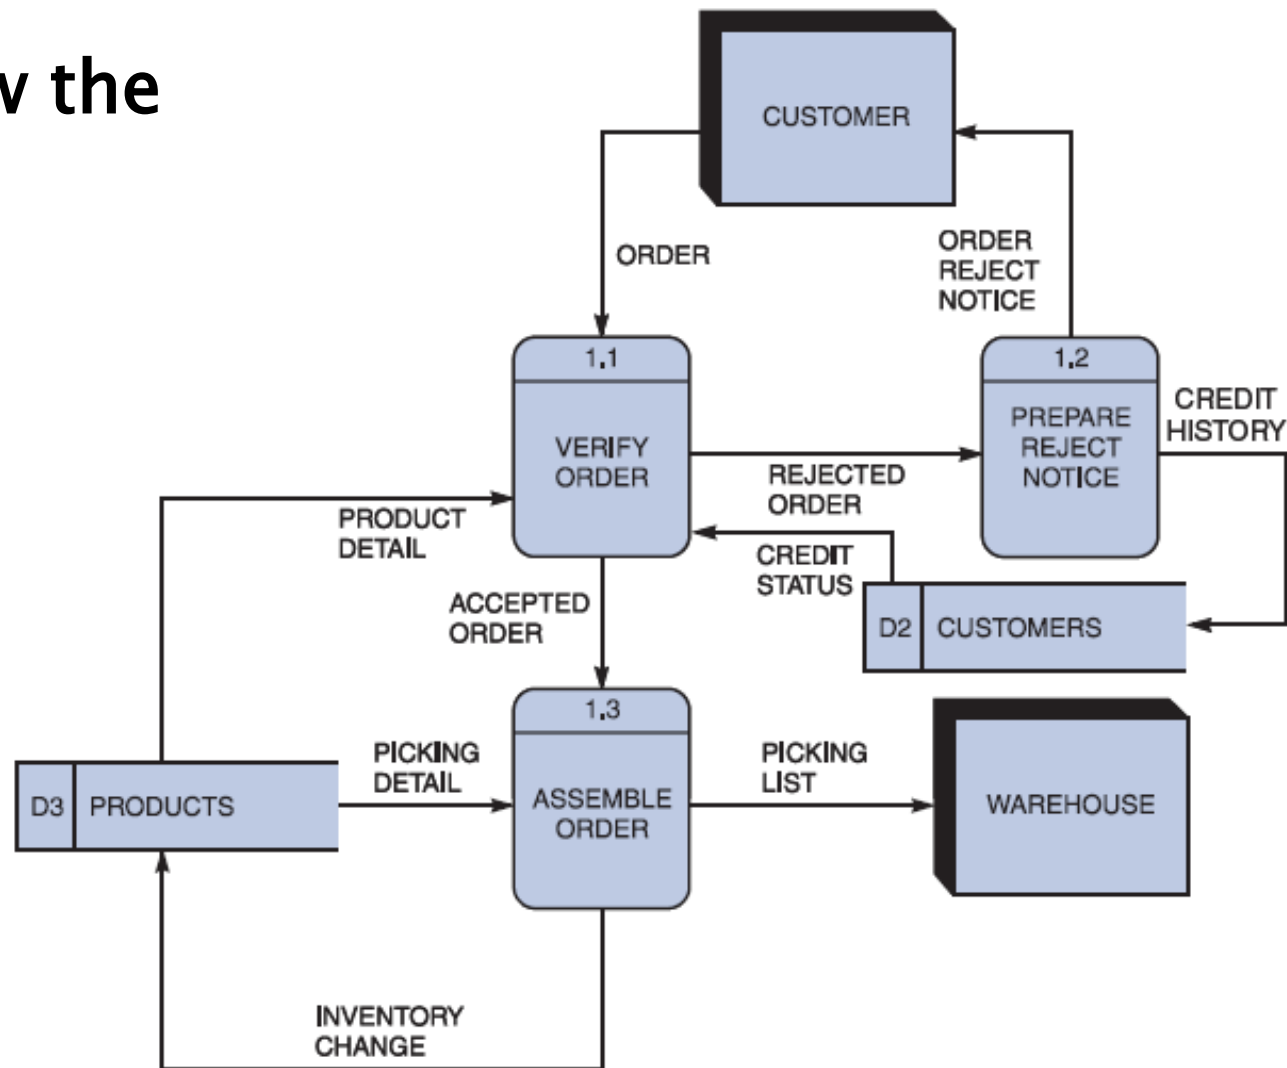 w the
CUSTOMER
ORDER
ORDER
REJECT
NOTICE
1.1
VERIFY
ORDER
1.2
PREPARE
REJECT
NOTICE
CREDIT
HISTORY
REJECTED
ORDER
PRODUCT
DETAIL
CREDIT
STATUS
ACCEPTED
ORDER
D2
CUSTOMERS
1.3
ASSEMBLE
ORDER
PICKING
DETAIL
PICKING
LIST
D3
PRODUCTS
WAREHOUSE
INVENTORY
CHANGE